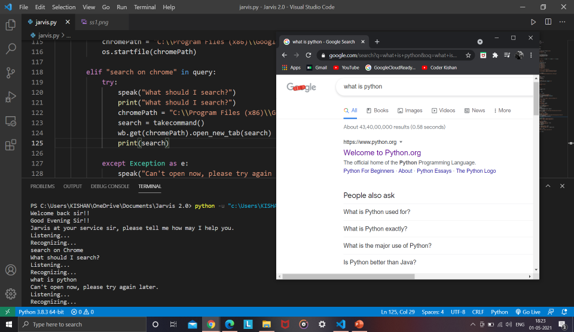 File Edit Selection View Go Run Terminal Help
jarvis.py - Jarvis 2.0 - Visual Studio Code
jarvis.py
ss1.png
jarvis.py
115 chromePath =
116 os.startfile(chromePath)
117
118 elif "search on chrome" in query:
119 try:
120 speak("What should I search?")
121 print("What should I search?")
122 chromePath = "C:\\Program Files (x86)\\G
123 search = takecommand()
124 wb.get(chromePath).open_new_tab(search)
125 print(search)
126
127 except Exception as e:
128 speak("Can't open now, please try again
PROBLEMS OUTPUT DEBUG CONSOLE TERMINAL
PS C:\Users\KISHAN\OneDrive\Documents\Jarvis 2.0> python -u "c:\Users\KISHA
Welcome back sir!!
Good Evening Sir!!
Jarvis at your service sir, please tell me how may I help you.
Listening...
Recognizing...
search on Chrome
What should I search?
Listening...
Recognizing...
what is python
Can't open now, please try again later.
Listening...
Recognizing...
what is python - Google Search
google.com/search?q=what+is+python&oq=what+s...
Apps Gmail YouTube GoogleCloudReady... Coder Kishan
Google
what is python
All Books Images Videos News More
About 43,40,00,000 results (0.58 seconds)
https://www.python.org
Welcome to Python.org
The official home of the Python Programming Language.
Python For Beginners · About · Python Essays · The Python Logo
People also ask
What is Python used for?
What is Python exactly?
What is the major use of Python?
Is Python better than Java?
Python 3.8.3 64-bit 0 0
Ln 125, Col 29 Spaces: 4 UTF-8 CRLF Python Go Live
Type here to search
ENG
18:23
01-05-2021